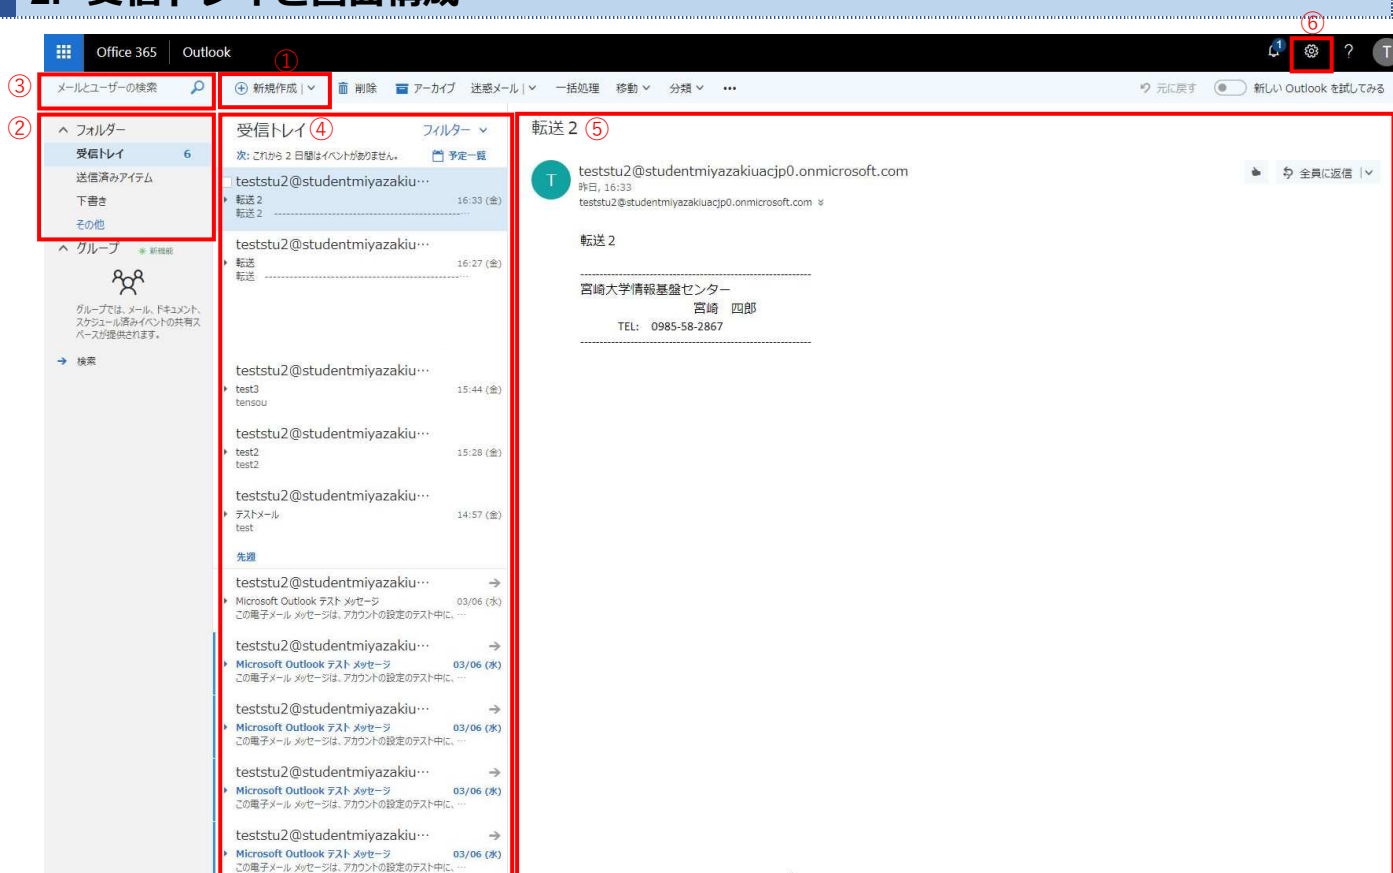 2. 受信トレイと画面構成
⑥
Office 365 Outlook
1
?
T
①
③
メールとユーザーの検索
新規作成
削除
アーカイブ
迷惑メール
一括処理
移動
分類
•••
元に戻す
新しい Outlook を試してみる
②
フォルダー
受信トレイ 6
送信済みアイテム
下書き
その他
グループ
新機能
グループでは、メール、ドキュメント、
スケジュール済みイベントの共有ス
ペースが提供されます。
検索
受信トレイ ④ フィルター
次: これから 2 日間はイベントがありません。 予定一覧
teststu2@studentmiyazakiu…
転送２ 16:33 (金)
転送２ ------------------------------------------------…
teststu2@studentmiyazakiu…
転送 16:27 (金)
転送 ------------------------------------------------…
teststu2@studentmiyazakiu…
test3 15:44 (金)
tensou
teststu2@studentmiyazakiu…
test2 15:28 (金)
test2
teststu2@studentmiyazakiu…
テストメール 14:57 (金)
test
先週
teststu2@studentmiyazakiu…
Microsoft Outlook テスト メッセージ 03/06 (水)
この電子メール メッセージは、アカウントの設定のテスト中に、…
teststu2@studentmiyazakiu…
Microsoft Outlook テスト メッセージ 03/06 (水)
この電子メール メッセージは、アカウントの設定のテスト中に、…
teststu2@studentmiyazakiu…
Microsoft Outlook テスト メッセージ 03/06 (水)
この電子メール メッセージは、アカウントの設定のテスト中に、…
teststu2@studentmiyazakiu…
Microsoft Outlook テスト メッセージ 03/06 (水)
この電子メール メッセージは、アカウントの設定のテスト中に、…
teststu2@studentmiyazakiu…
Microsoft Outlook テスト メッセージ 03/06 (水)
この電子メール メッセージは、アカウントの設定のテスト中に、…
転送２ ⑤
T
teststu2@studentmiyazakiuacjp0.onmicrosoft.com
昨日, 16:33
teststu2@studentmiyazakiuacjp0.onmicrosoft.com
全員に返信
転送２
------------------------------------------------------------
宮崎大学情報基盤センター
宮崎 四郎
TEL: 0985-58-2867
------------------------------------------------------------